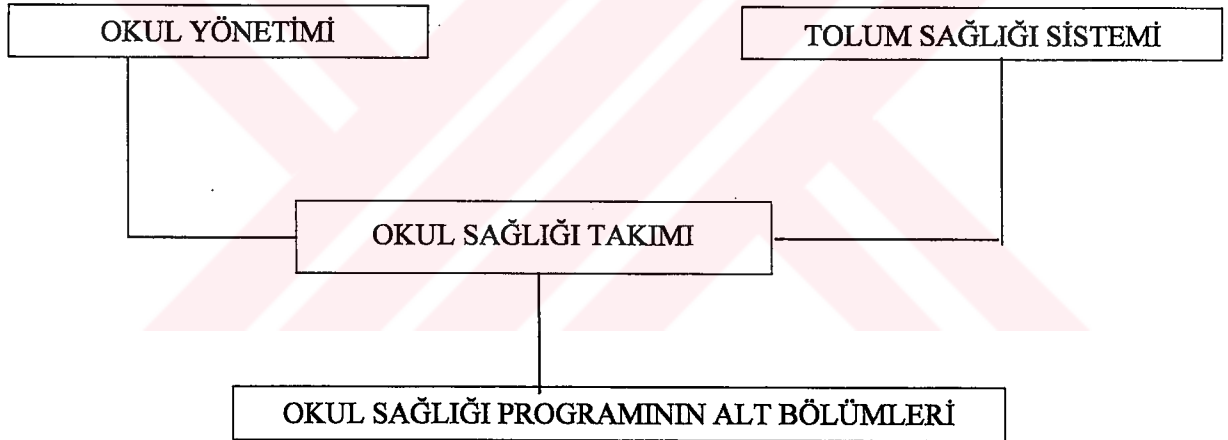 OKUL YÖNETİMİ
TOLUM SAĞLIĞI SİSTEMİ
OKUL SAĞLIĞI TAKIMI
OKUL SAĞLIĞI PROGRAMININ ALT BÖLÜMLERİ